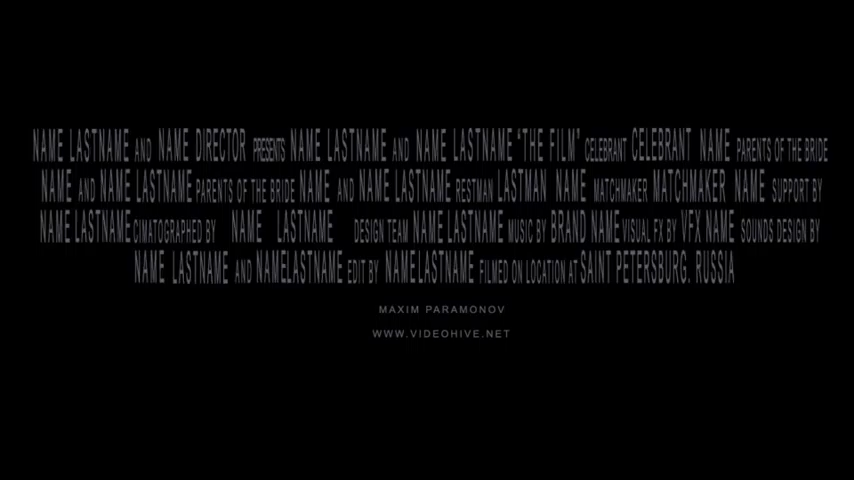 NAME LASTNAME AND NAME DIRECTOR PRESENTS NAME LASTNAME AND NAME LASTNAME "THE FILM" CELEBRANT CELEBRANT NAME PARENTS OF THE BRIDE
NAME AND NAME LASTNAME PARENTS OF THE BRIDE NAME AND NAME LASTNAME RESTMAN LASTMAN NAME MATCHMAKER MATCHMAKER NAME SUPPORT BY
NAME LASTNAME CIMATOGRAPHED BY NAME LASTNAME DESIGN TEAM NAME LASTNAME MUSIC BY BRAND NAME VISUAL FX BY VFX NAME SOUNDS DESIGN BY
NAME LASTNAME AND NAMELASTNAME EDIT BY NAME LASTNAME FILMED ON LOCATION AT SAINT PETERSBURG. RUSSIA
MAXIM PARAMONOV
WWW.VIDEOHIVE.NET